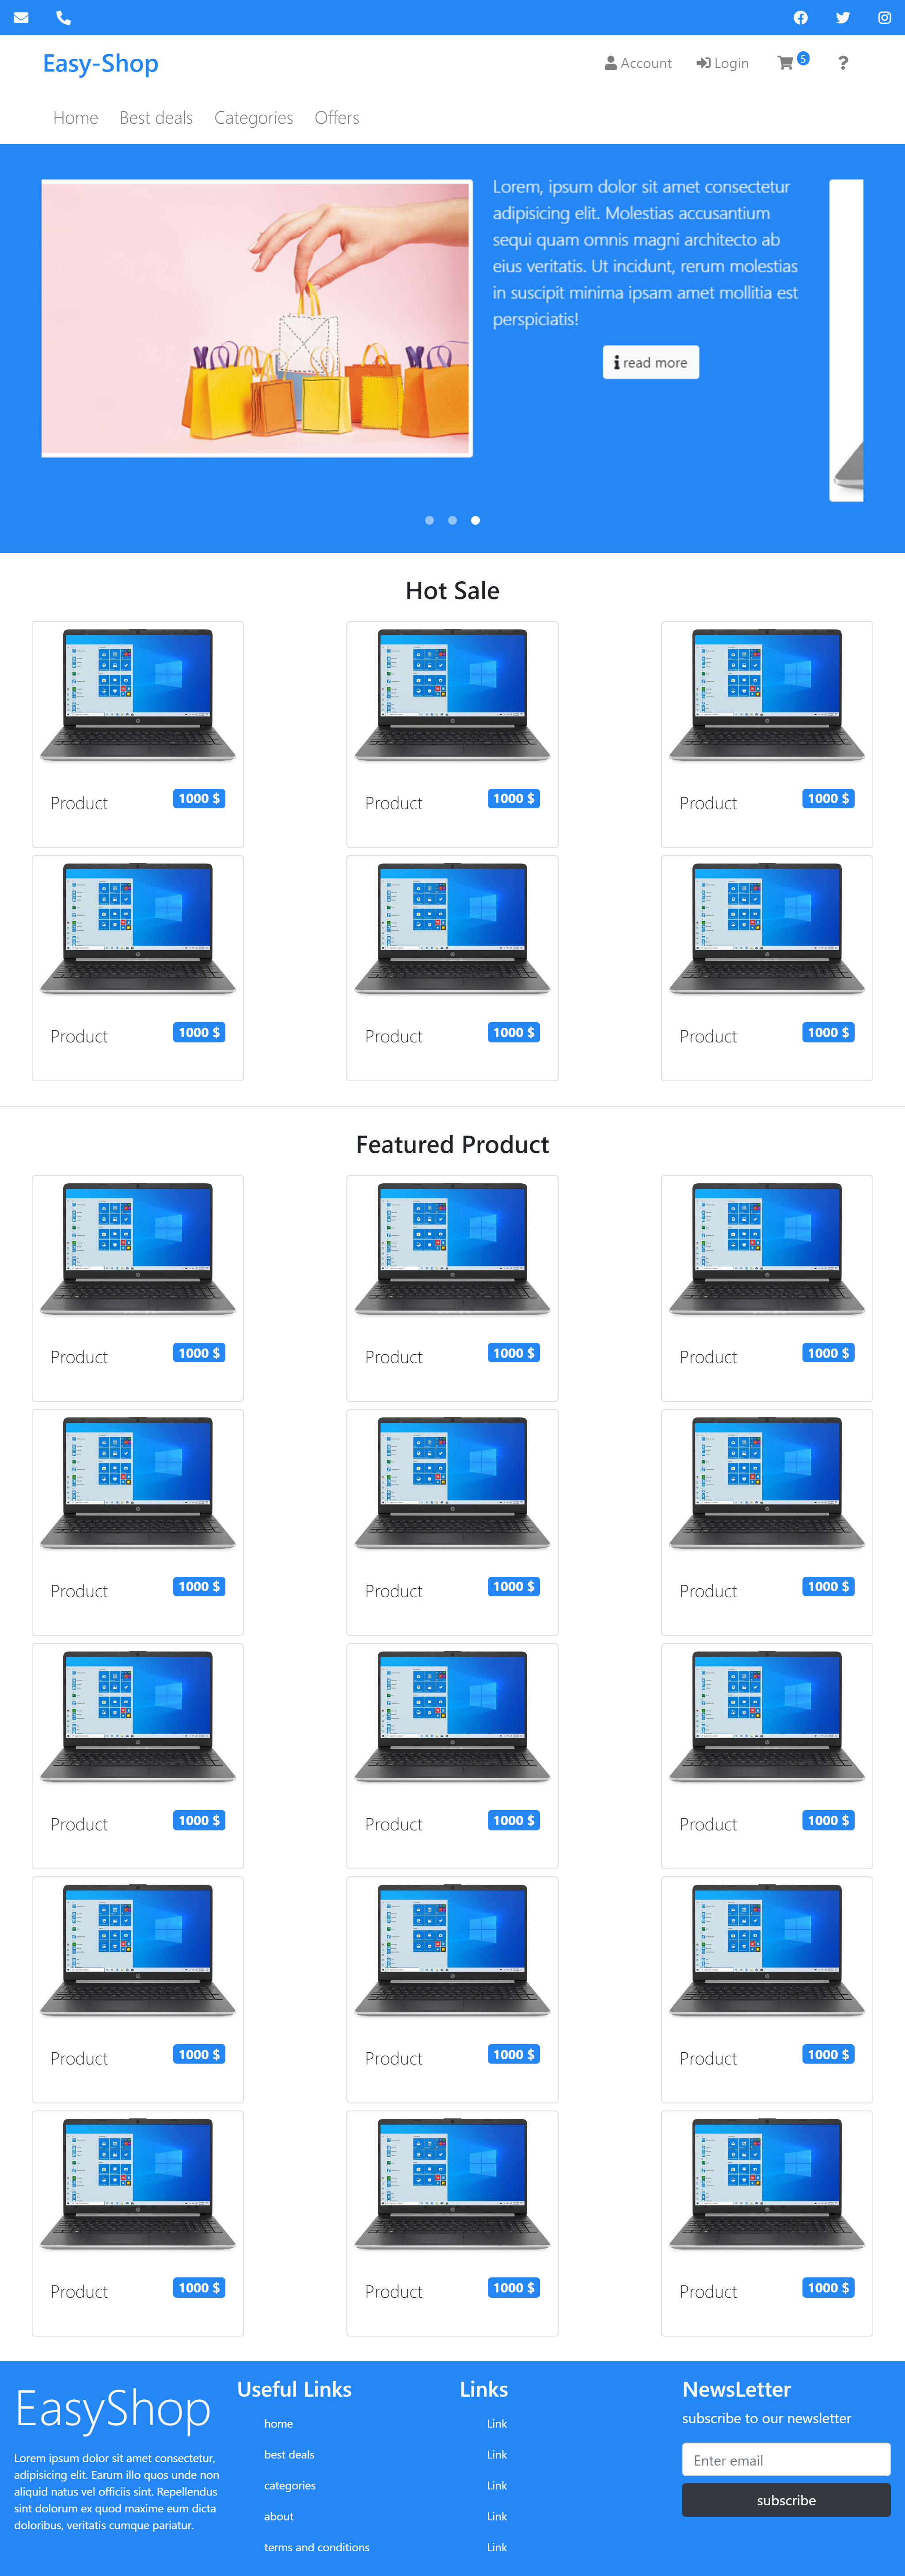 Easy-Shop
Account Login 5
Home Best deals Categories Offers
Lorem, ipsum dolor sit amet consectetur
adipisicing elit. Molestias accusantium
sequi quam omnis magni architecto ab
eius veritatis. Ut incidunt, rerum molestias
in suscipit minima ipsam amet mollitia est
perspiciatis!
read more
Hot Sale
Product 1000 $ Product 1000 $ Product 1000 $
Product 1000 $ Product 1000 $ Product 1000 $
Featured Product
Product 1000 $ Product 1000 $ Product 1000 $
Product 1000 $ Product 1000 $ Product 1000 $
Product 1000 $ Product 1000 $ Product 1000 $
Product 1000 $ Product 1000 $ Product 1000 $
Product 1000 $ Product 1000 $ Product 1000 $
EasyShop
Lorem ipsum dolor sit amet consectetur,
adipisicing elit. Earum illo quos unde non
aliquid natus vel officiis sint. Repellendus
sint dolorum ex quod maxime eum dicta
doloribus, veritatis cumque pariatur.
Useful Links
home
best deals
categories
about
terms and conditions
Links
Link
Link
Link
Link
Link
NewsLetter
subscribe to our newsletter
Enter email
subscribe